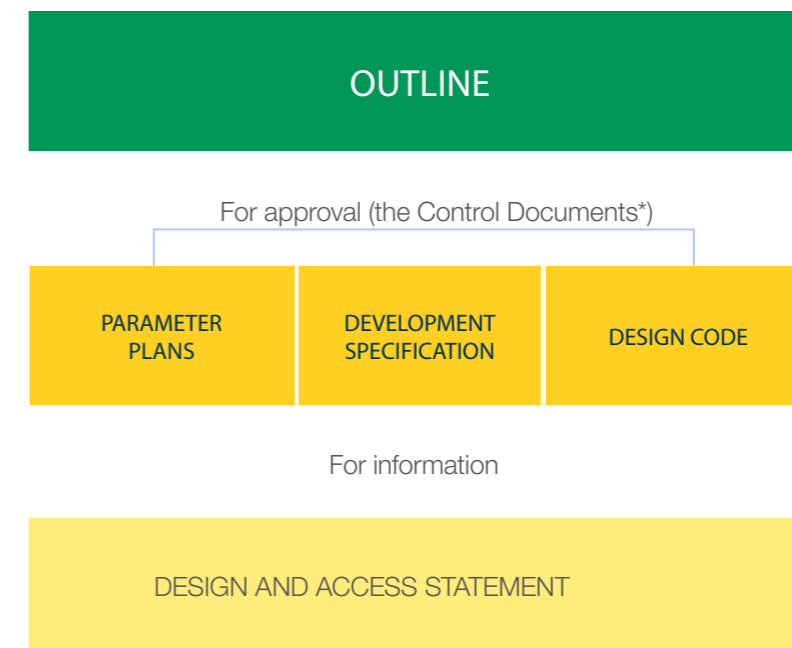 OUTLINE
For approval (the Control Documents*)
PARAMETER
PLANS
DEVELOPMENT
SPECIFICATION
DESIGN CODE
For information
DESIGN AND ACCESS STATEMENT